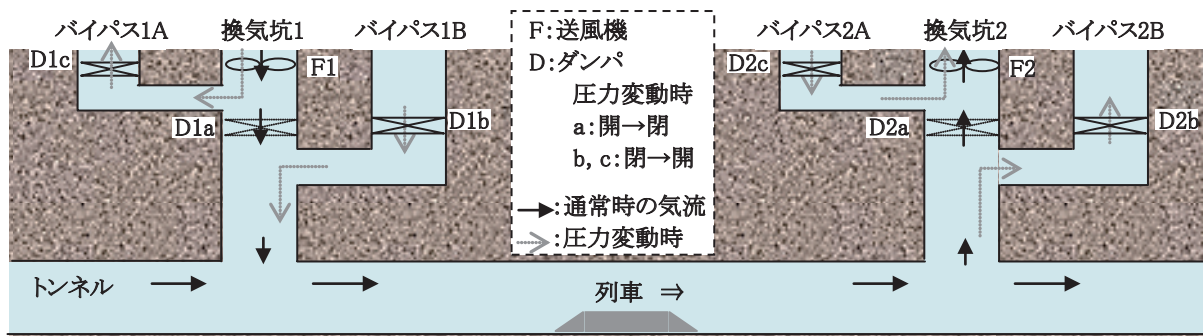 バイパス1A 換気坑1 バイパス1B
D1c
F1
D1a
D1b
F:送風機
D:ダンパ
圧力変動時
a:開→閉
b, c:閉→開
→:通常時の気流
→:圧力変動時
バイパス2A 換気坑2 バイパス2B
D2c
F2
D2a
D2b
トンネル
列車 ⇒